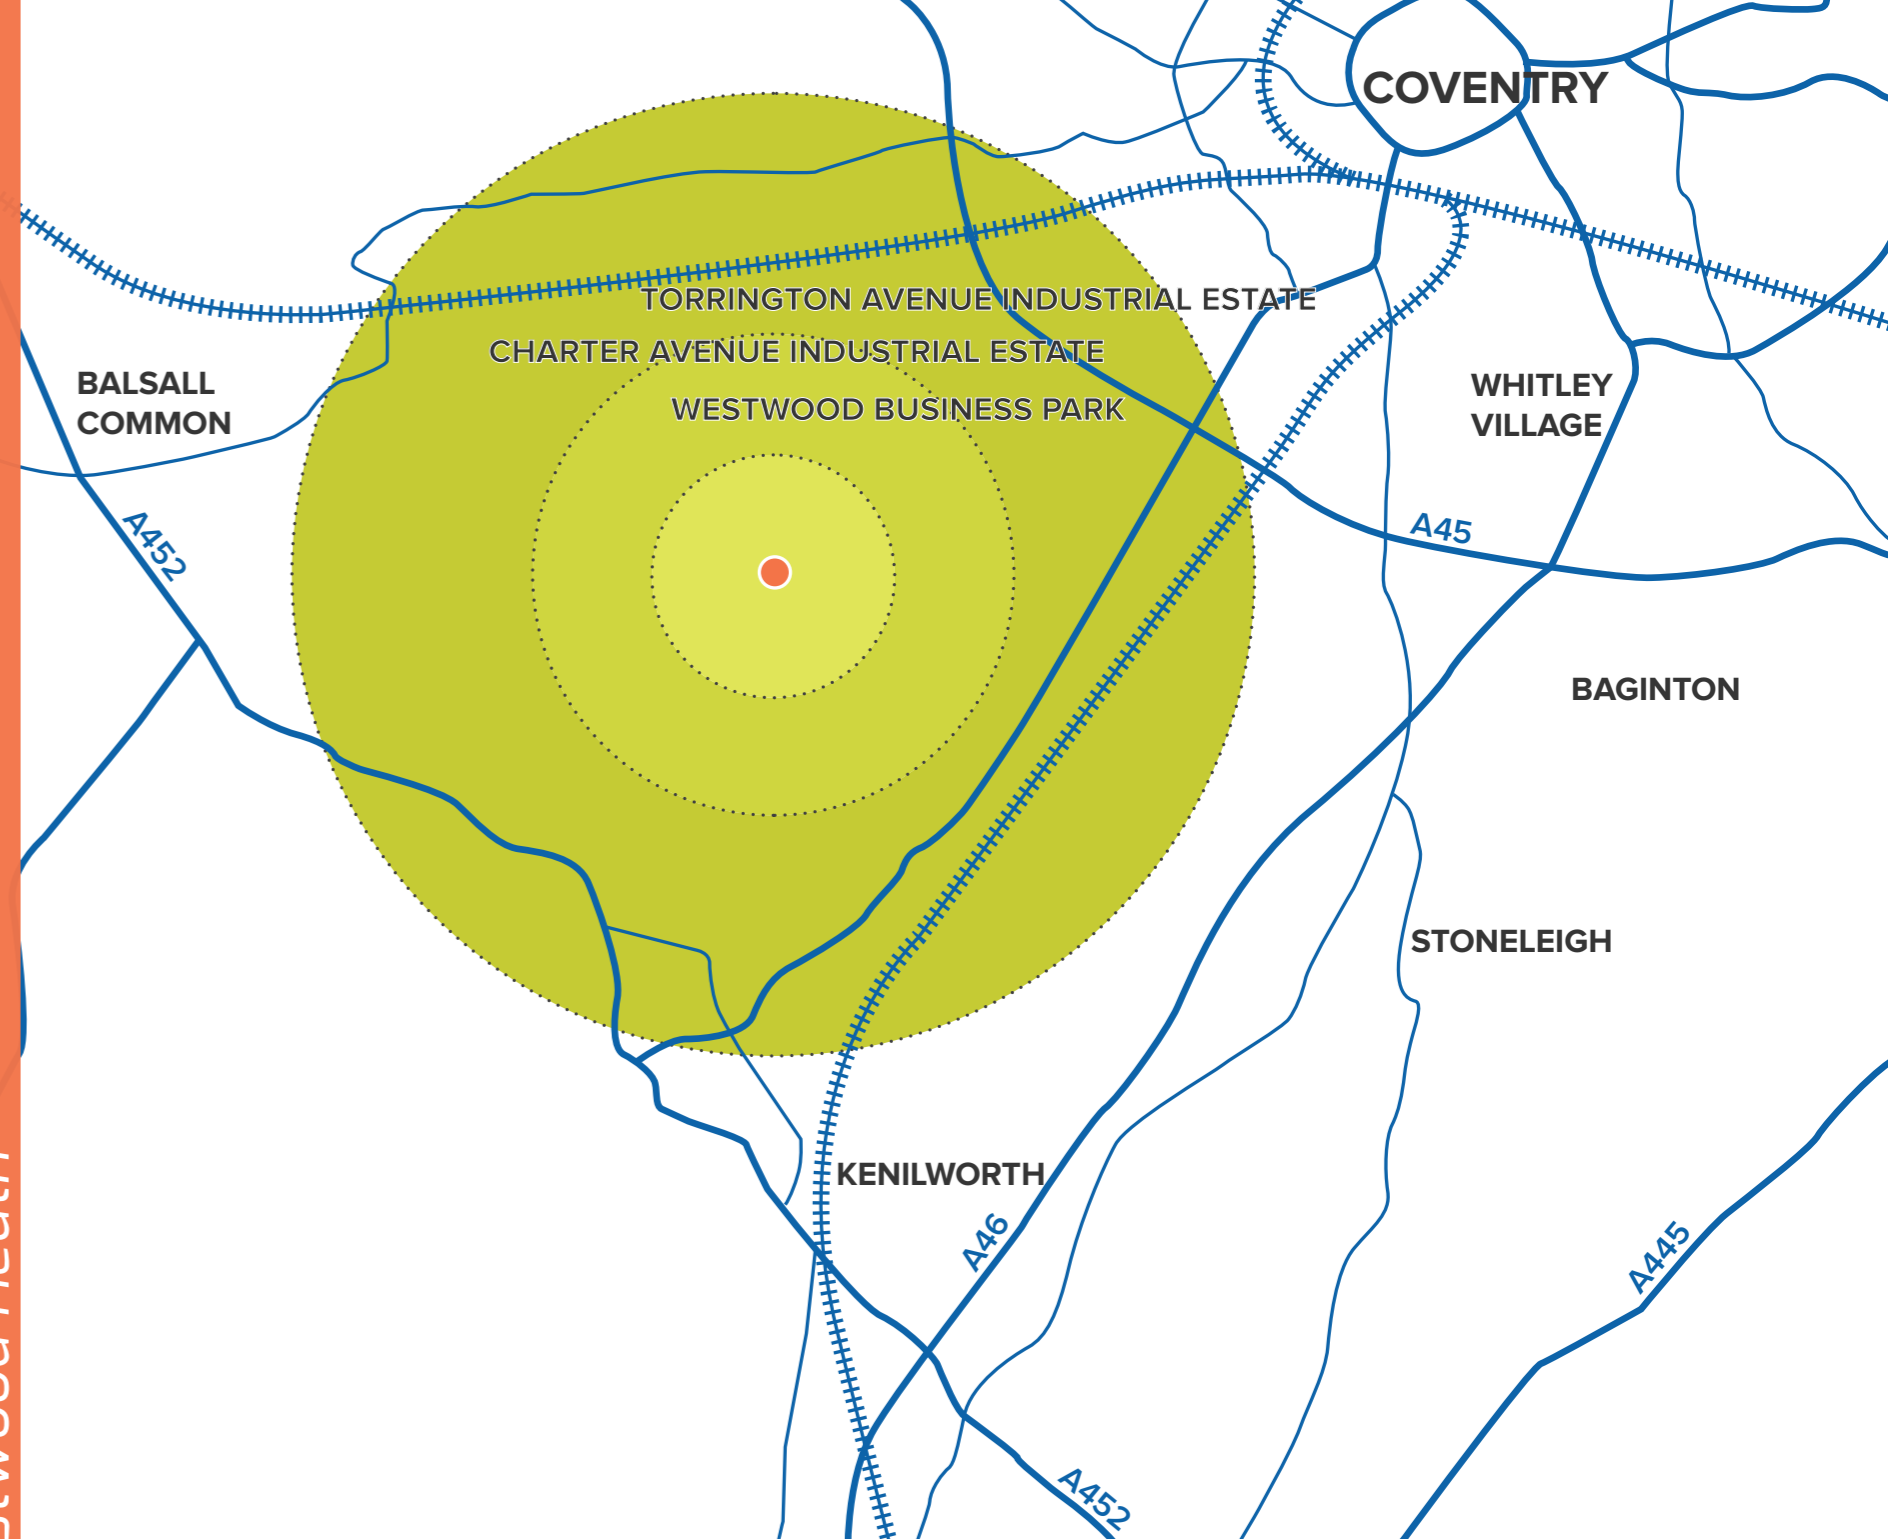 COVENTRY
TORRINGTON AVENUE INDUSTRIAL ESTATE
CHARTER AVENUE INDUSTRIAL ESTATE
WESTWOOD BUSINESS PARK
BALSALL
COMMON
WHITLEY
VILLAGE
A452
A45
BAGINTON
STONELEIGH
KENILWORTH
A46
A445
A452